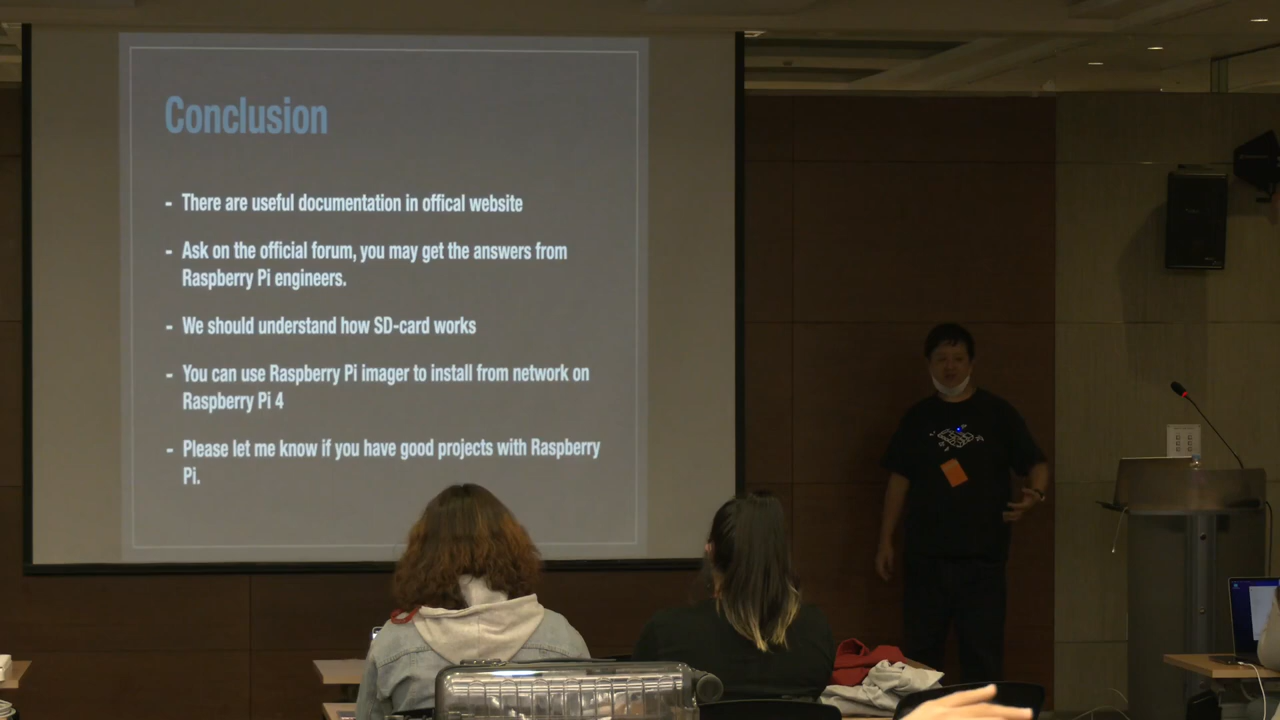 Conclusion
- There are useful documentation in offical website
- Ask on the official forum, you may get the answers from
Raspberry Pi engineers.
- We should understand how SD-card works
- You can use Raspberry Pi imager to install from network on
Raspberry Pi 4
- Please let me know if you have good projects with Raspberry
Pi.